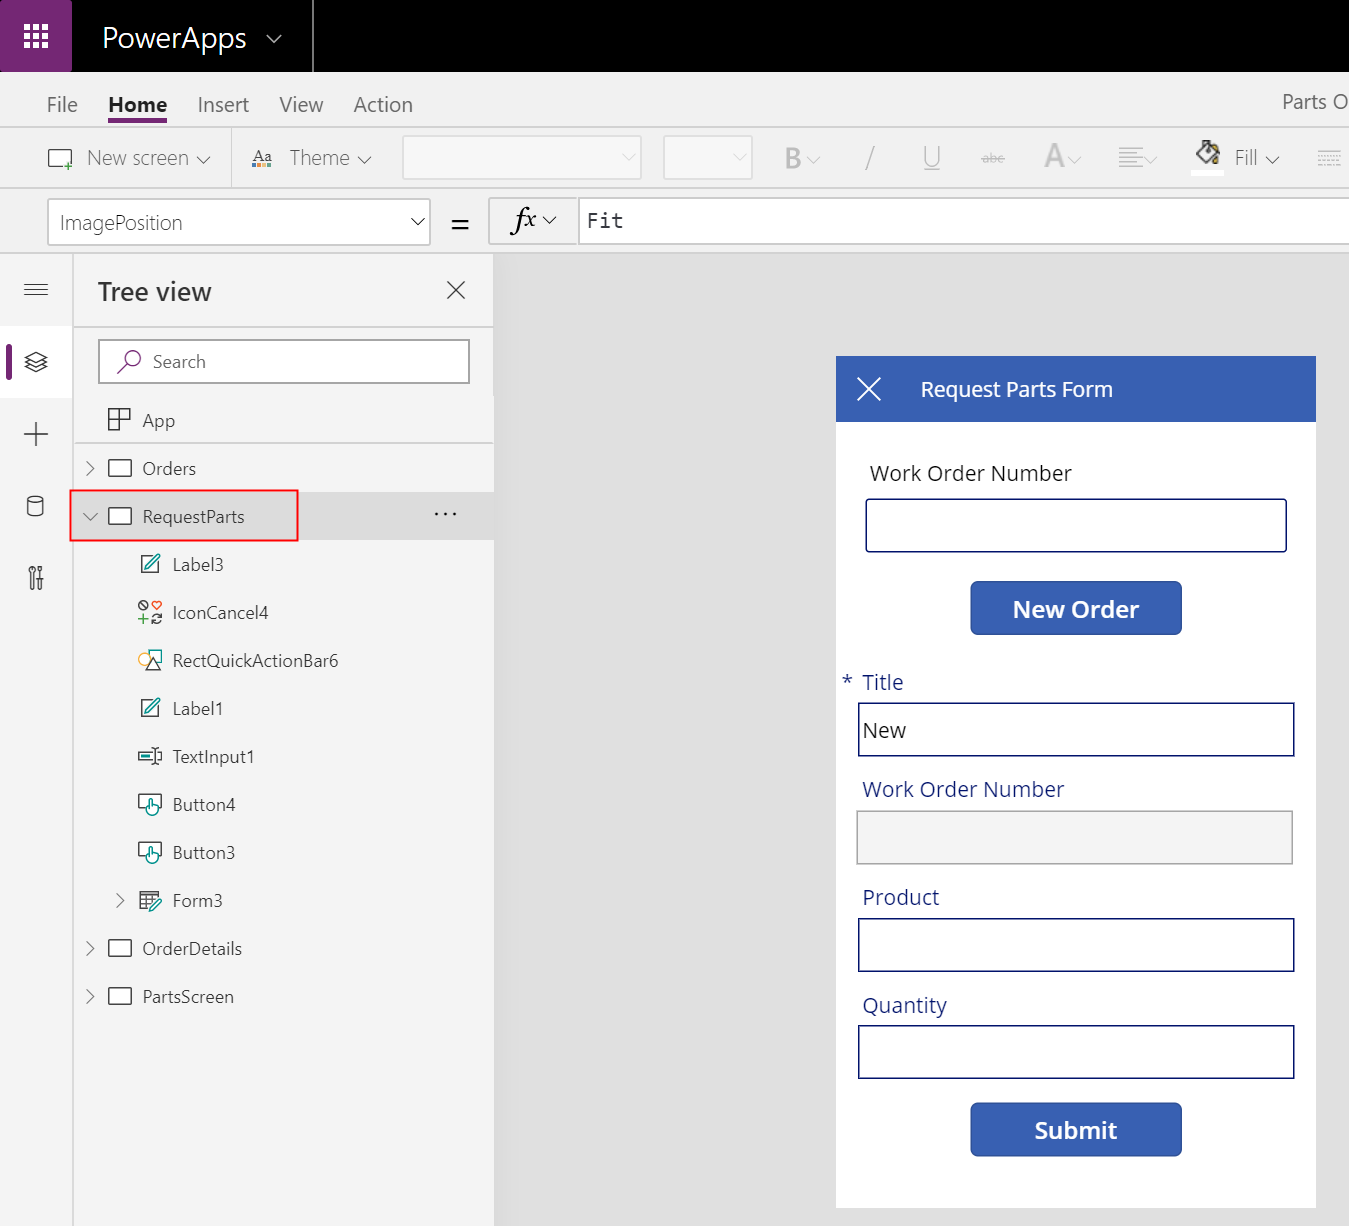 PowerApps
File Home Insert View Action Parts O
New screen Aa Theme B / U abc A Fill
ImagePosition = fx Fit
Tree view
Search
App
Orders
RequestParts ...
Label3
IconCancel4
RectQuickActionBar6
Label1
TextInput1
Button4
Button3
Form3
OrderDetails
PartsScreen
Request Parts Form
Work Order Number
New Order
* Title
New
Work Order Number
Product
Quantity
Submit